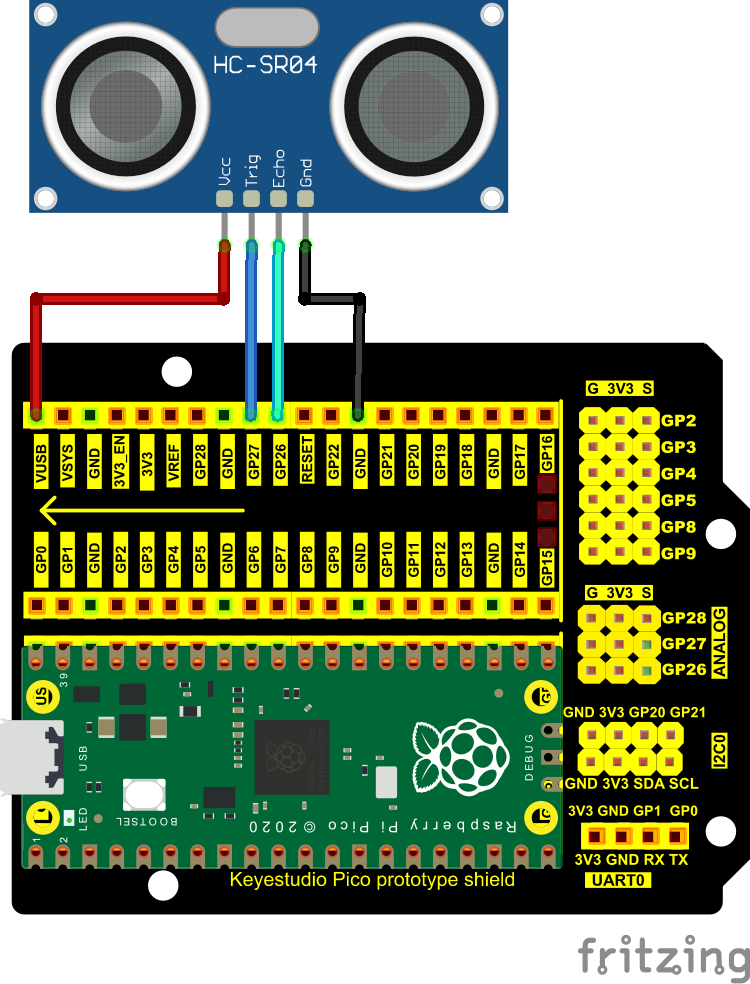 HC-SR04
Vcc Trig Echo Gnd
G 3V3 S
GP2
GP3
GP4
GP5
GP8
GP9
VUSB VSYS GND 3V3_EN 3V3 VREF GP28 GND GP27 GP26 RESET GP22 GND GP21 GP20 GP19 GP18 GND GP17 GP16
GP0 GP1 GND GP2 GP3 GP4 GP5 GND GP6 GP7 GP8 GP9 GND GP10 GP11 GP12 GP13 GND GP14 GP15
G 3V3 S
GP28
GP27
GP26
ANALOG
39
USB
DEBUG
BOOTSEL
LED
1 2
Raspberry Pi Pico © 2020
GND 3V3 GP20 GP21
I2C0
GND 3V3 SDA SCL
3V3 GND GP1 GP0
3V3 GND RX TX
UART0
Keyestudio Pico prototype shield
fritzing